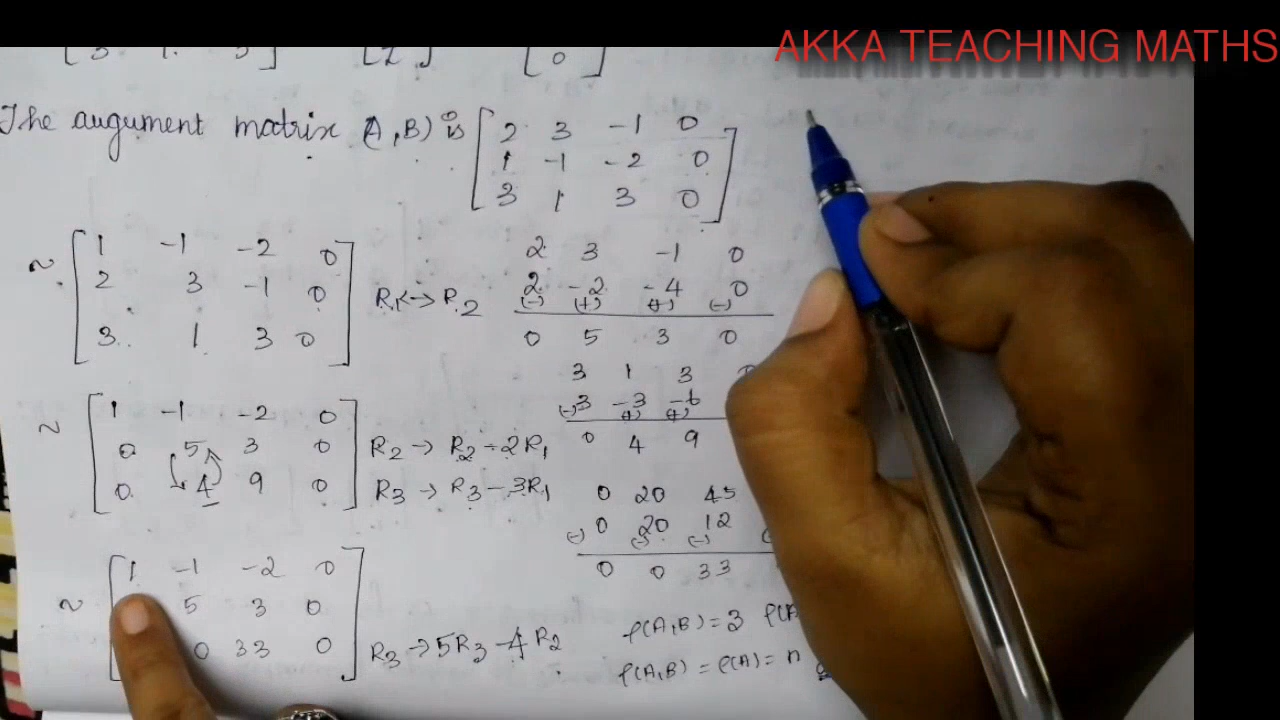 AKKA TEACHING MATHS
The augument matrix (A,B) is
2 3 -1 0
1 -1 -2 0
3 1 3 0
~ 1 -1 -2 0
2 3 -1 0
3 1 3 0
R1 <-> R2
2 3 -1 0
2 -2 -4 0
(-) (+) (+) (-)
0 5 3 0
3 1 3
(-)3 -3 -6
(+) (+)
0 4 9
~ 1 -1 -2 0
0 5 3 0 R2 → R2 - 2R1
0 4 9 0 R3 → R3 - 3R1
0 20 45
(-) 0 20 12
(-) (-)
0 0 33
~ 1 -1 -2 0
5 3 0
0 33 0 R3 → 5R3 - 4R2
ρ(A,B) = 3 ρ(A
ρ(A,B) = ρ(A) = n